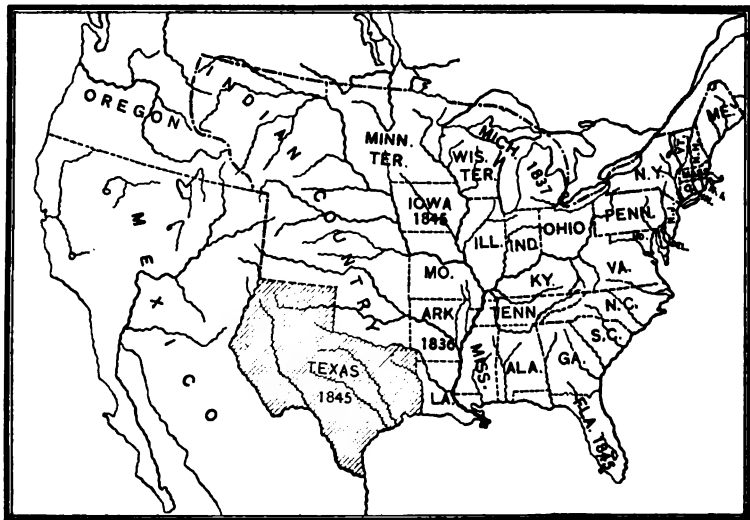 OREGON
INDIAN COUNTRY
MEXICO
MINN.
TER.
WIS.
TER.
MICH. 1837
IOWA
1846
ILL.
IND.
OHIO
PENN.
N.Y.
VT.
N.H.
ME.
MO.
KY.
VA.
ARK
1836
TENN
N.C.
S.C.
MISS.
ALA.
GA.
LA.
FLA. 1845
TEXAS
1845